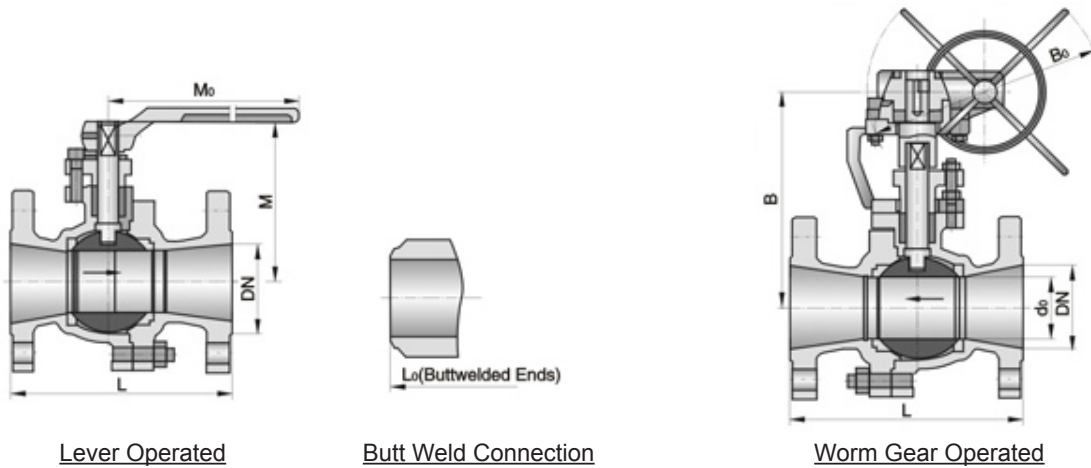 M₀
M
DN
L
Lever Operated
L₀(Buttwelded Ends)
Butt Weld Connection
B₀
B
d₀
DN
L
Worm Gear Operated